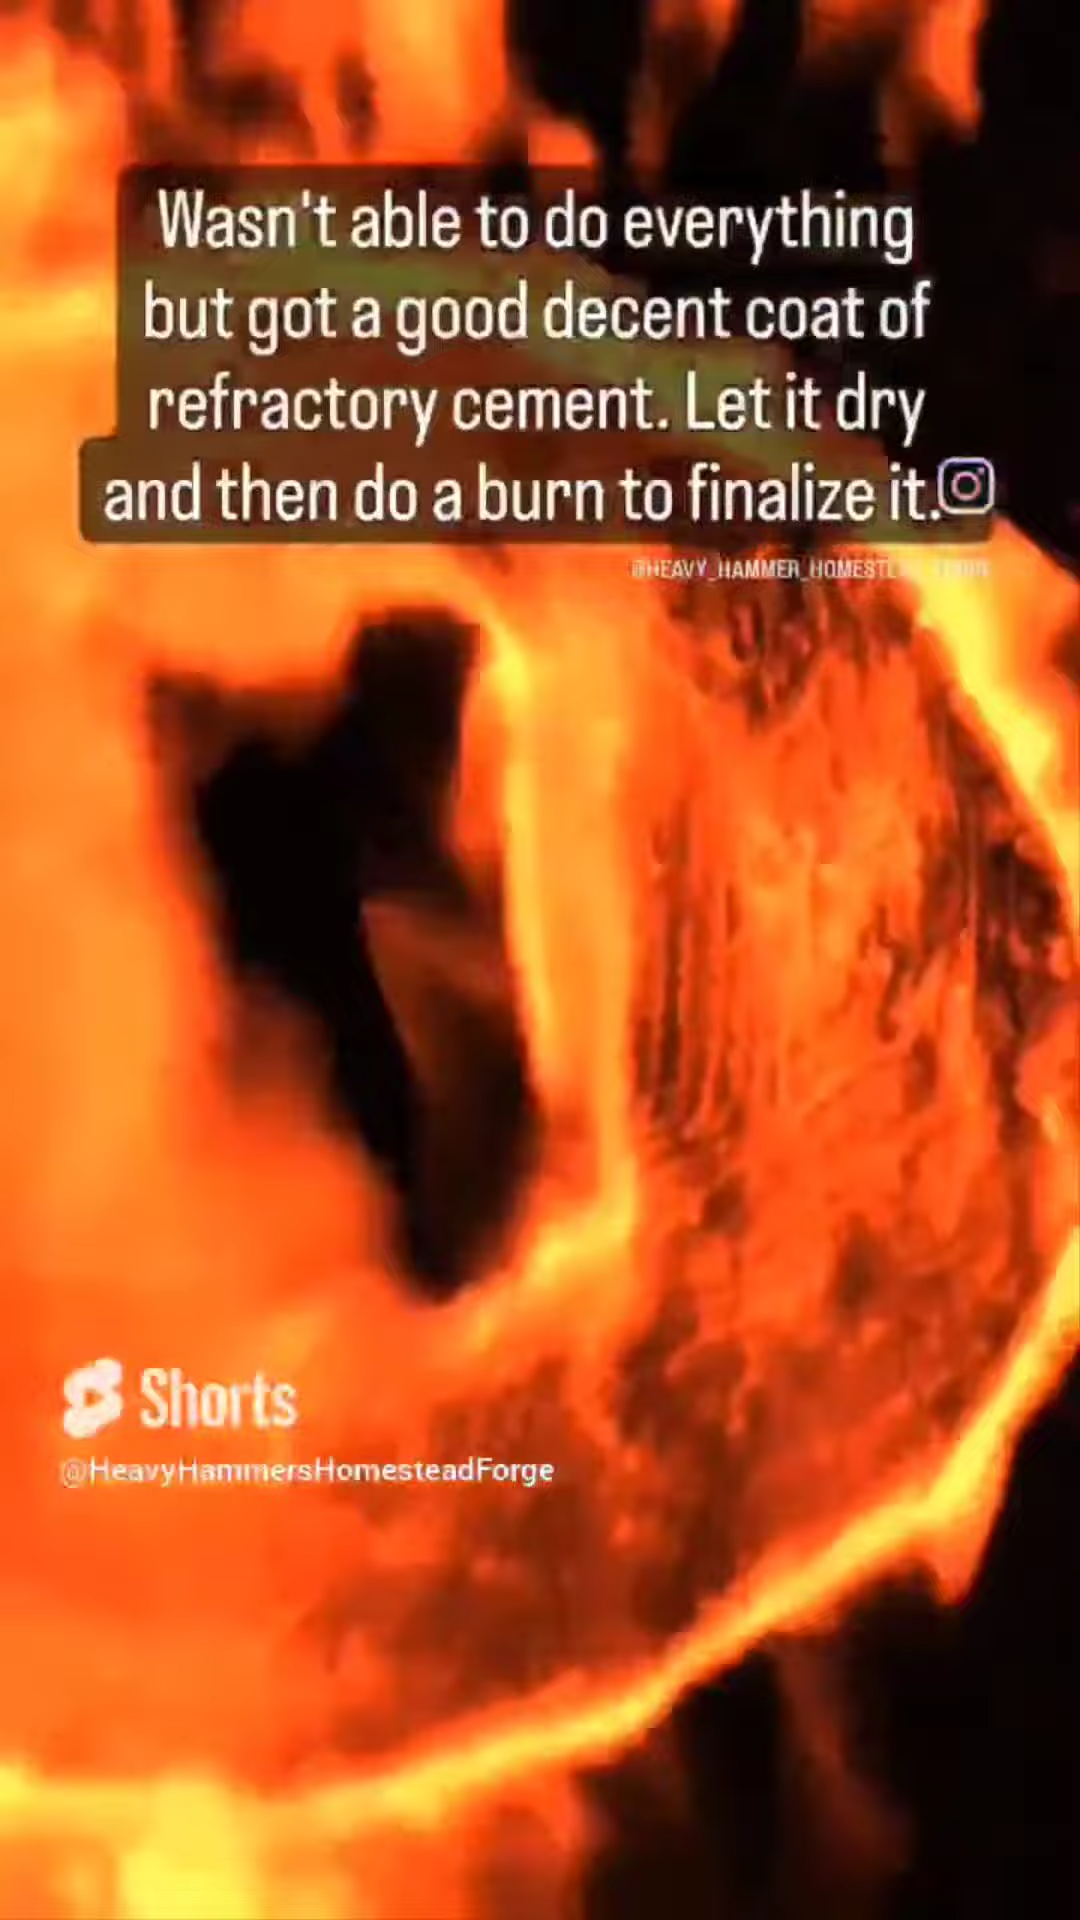 Wasn't able to do everything
but got a good decent coat of
refractory cement. Let it dry
and then do a burn to finalize it.
Shorts
@HeavyHammersHomesteadForge